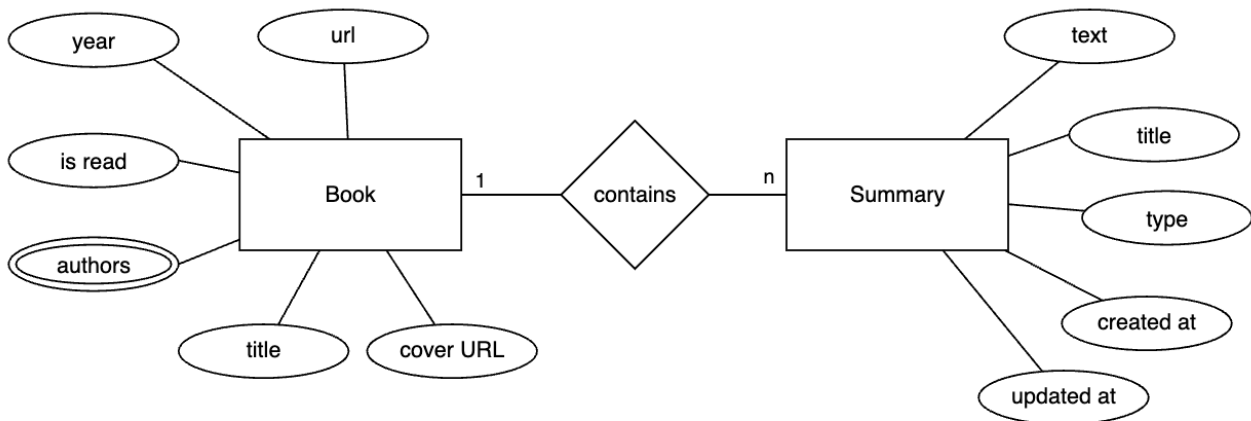 year
url
is read
authors
title
cover URL
Book
1
contains
n
Summary
text
title
type
created at
updated at